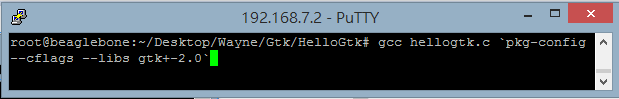 192.168.7.2 - PuTTY
root@beaglebone:~/Desktop/Wayne/Gtk/HelloGtk# gcc hellogtk.c `pkg-config
--cflags --libs gtk+-2.0`